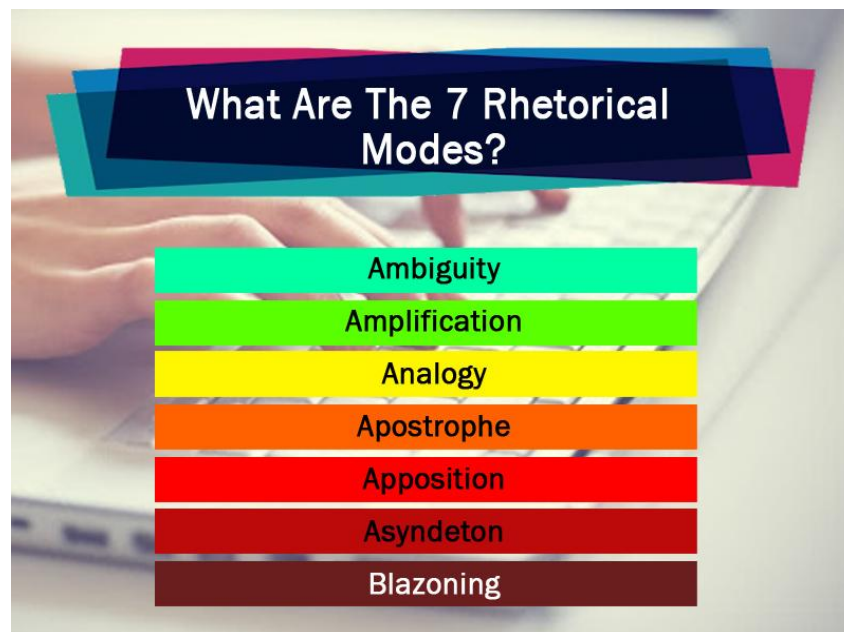 What Are The 7 Rhetorical
Modes?
Ambiguity
Amplification
Analogy
Apostrophe
Apposition
Asyndeton
Blazoning